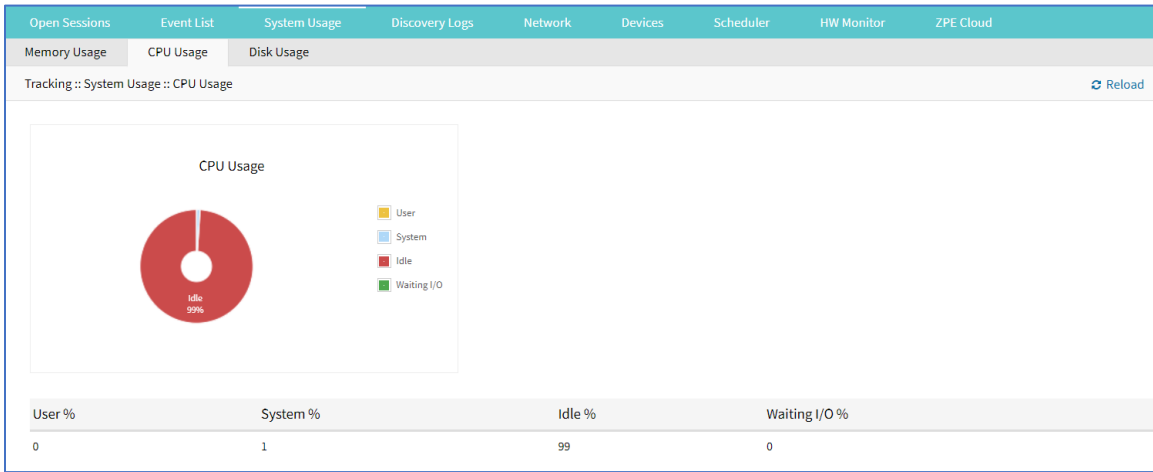 Open Sessions Event List System Usage Discovery Logs Network Devices Scheduler HW Monitor ZPE Cloud
Memory Usage CPU Usage Disk Usage
Tracking :: System Usage :: CPU Usage Reload
CPU Usage
User
System
Idle
Waiting I/O
Idle
99%
User % System % Idle % Waiting I/O %
0 1 99 0